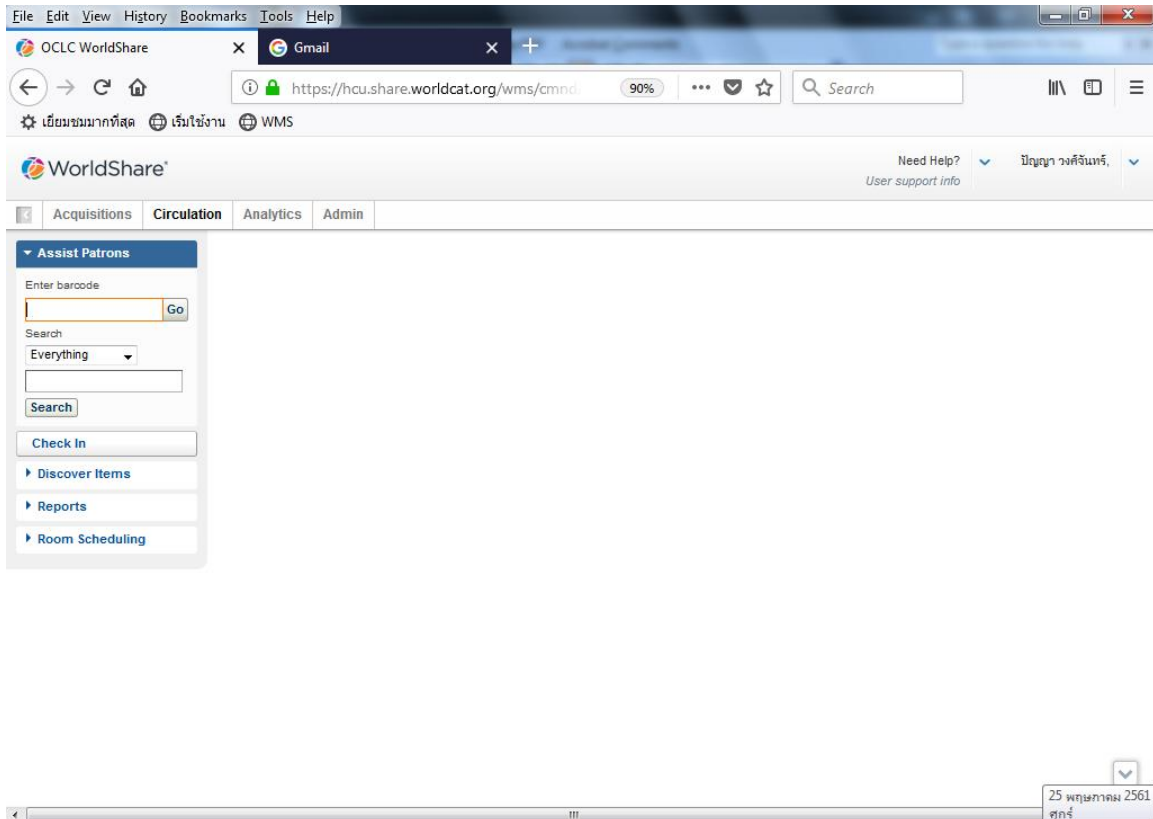 File Edit View History Bookmarks Tools Help
OCLC WorldShare Gmail
https://hcu.share.worldcat.org/wms/cmnd 90% Search
เยี่ยมชมมากที่สุด เริ่มใช้งาน WMS
WorldShare® Need Help? ปัญญา วงศ์จันทร์,
User support info
Acquisitions Circulation Analytics Admin
Assist Patrons
Enter barcode
Go
Search
Everything
Search
Check In
Discover Items
Reports
Room Scheduling
25 พฤษภาคม 2561
ศุกร์